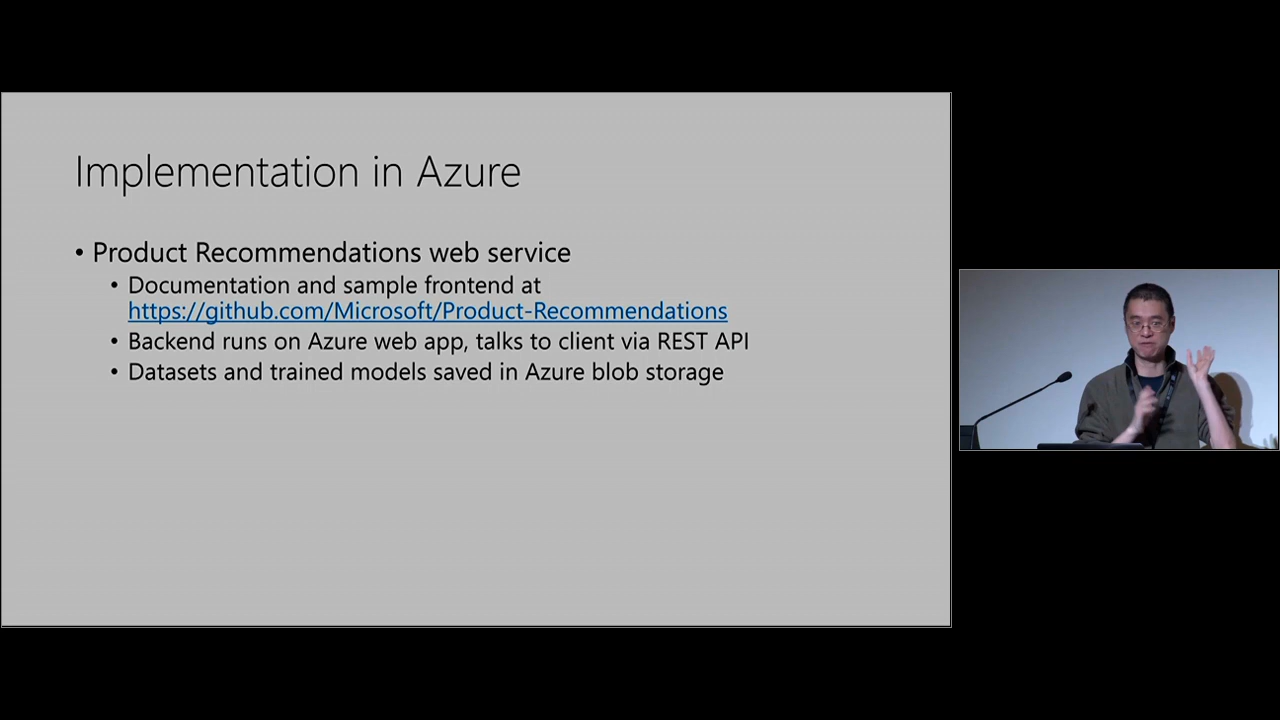 Implementation in Azure
• Product Recommendations web service
• Documentation and sample frontend at
https://github.com/Microsoft/Product-Recommendations
• Backend runs on Azure web app, talks to client via REST API
• Datasets and trained models saved in Azure blob storage